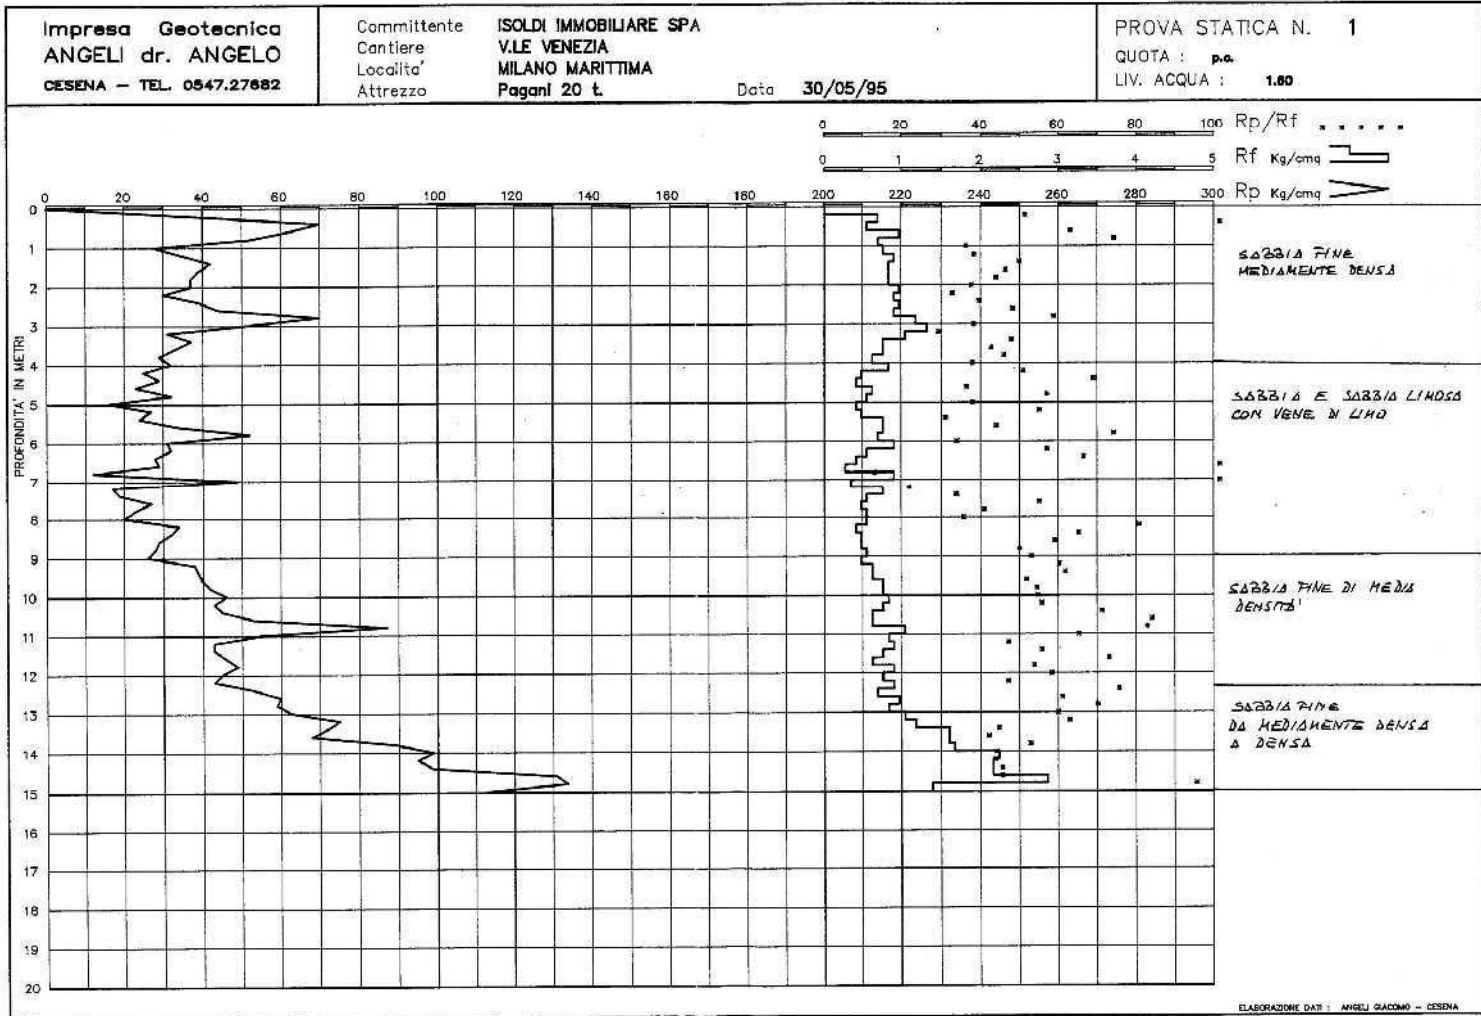 Impresa Geotecnica
ANGELI dr. ANGELO
CESENA – TEL. 0547.27682
Committente ISOLDI IMMOBILIARE SPA
Cantiere V.LE VENEZIA
Localita' MILANO MARITTIMA
Attrezzo Pagani 20 t. Data 30/05/95
PROVA STATICA N. 1
QUOTA : p.c.
LIV. ACQUA : 1.60
0 20 40 60 80 100 Rp/Rf
0 1 2 3 4 5 Rf Kg/cmq
0 20 40 60 80 100 120 140 160 180 200 220 240 260 280 300 Rp Kg/cmq
PROFONDITA' IN METRI
0
1
2
3
4
5
6
7
8
9
10
11
12
13
14
15
16
17
18
19
20
SABBIA FINE
MEDIAMENTE DENSA
SABBIA E SABBIA LIMOSA
CON VENE DI LIMO
SABBIA FINE DI MEDIA
DENSITA'
SABBIA FINE
DA MEDIAMENTE DENSA
A DENSA
ELABORAZIONE DATI : ANGELI GIACOMO – CESENA